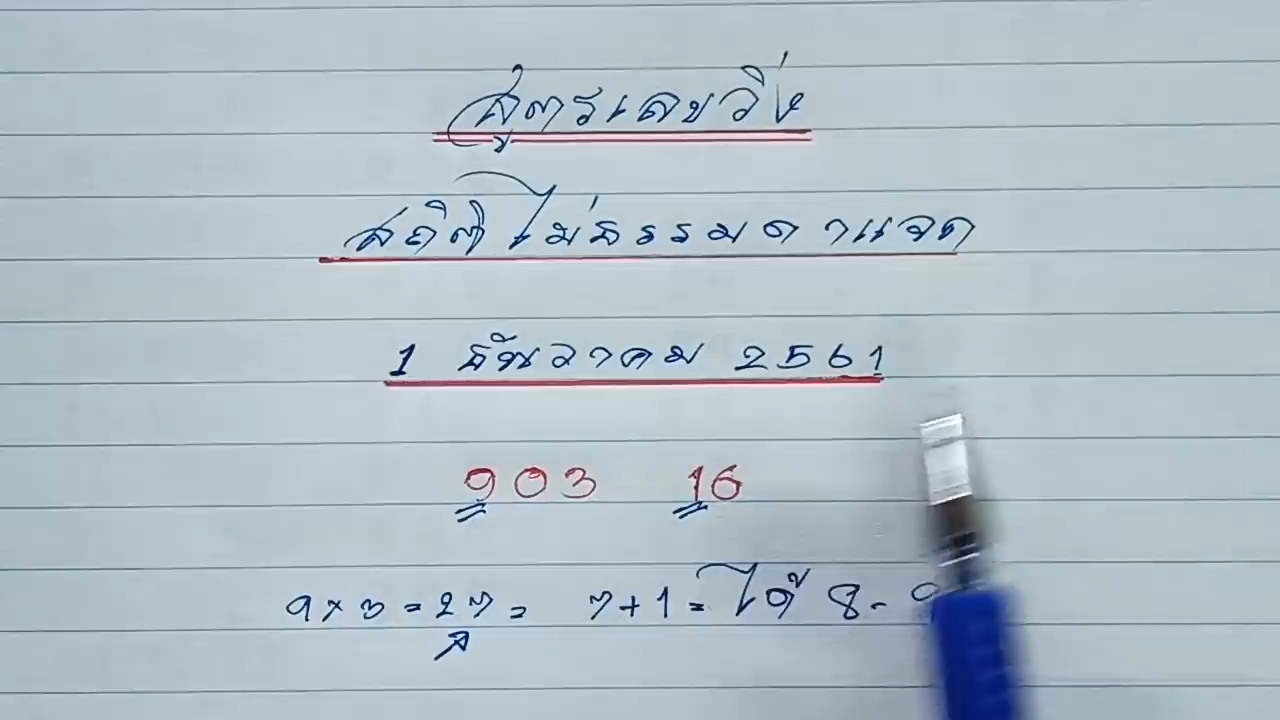 สูตรเลขวิ่ง
สถิติไม่ธรรมดาแจด
1 ธันวาคม 2561
903 16
9 x 3 = 27 = 7 + 1 = ได้ 8 -